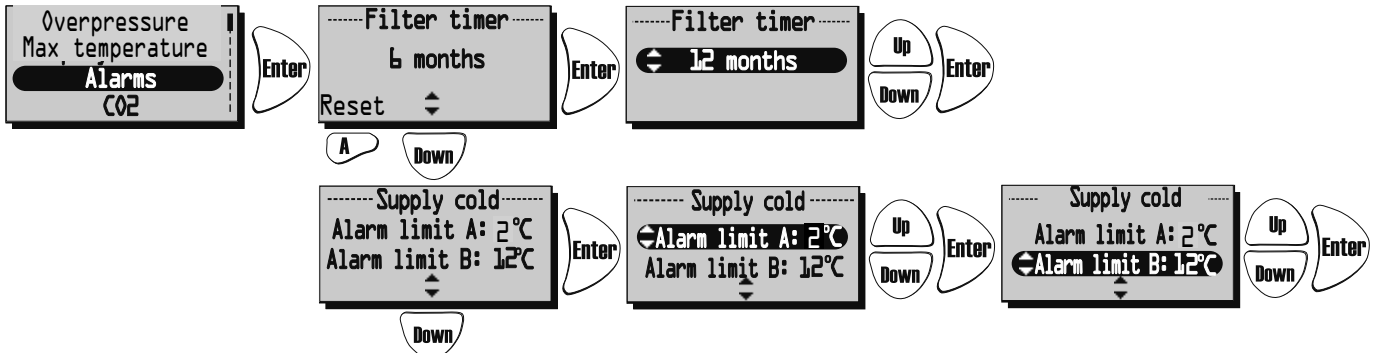 Overpressure
Max temperature
Alarms
CO2
Enter
Filter timer
6 months
Reset
A
Down
Enter
Filter timer
12 months
Up
Down
Enter
Supply cold
Alarm limit A: 2°C
Alarm limit B: 12°C
Down
Enter
Supply cold
Alarm limit A: 2°C
Alarm limit B: 12°C
Up
Down
Enter
Supply cold
Alarm limit A: 2°C
Alarm limit B: 12°C
Up
Down
Enter